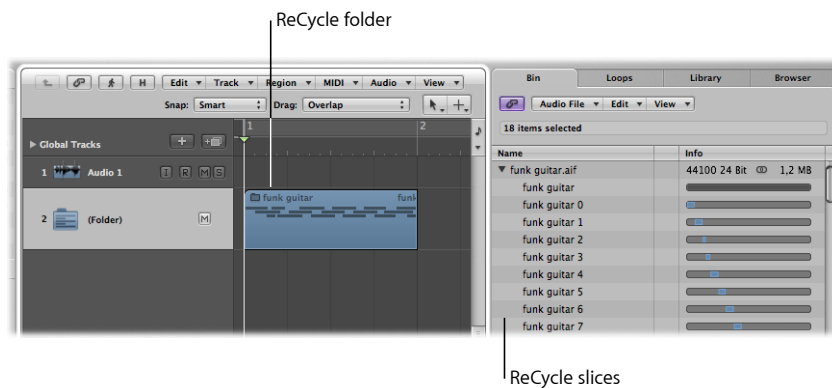 ReCycle folder
H Edit Track Region MIDI Audio View
Snap: Smart Drag: Overlap
1 2
Global Tracks
1 Audio 1 I R M S
2 (Folder) M
funk guitar funk
Bin Loops Library Browser
Audio File Edit View
18 items selected
Name Info
funk guitar.aif 44100 24 Bit 1,2 MB
funk guitar
funk guitar 0
funk guitar 1
funk guitar 2
funk guitar 3
funk guitar 4
funk guitar 5
funk guitar 6
funk guitar 7
ReCycle slices